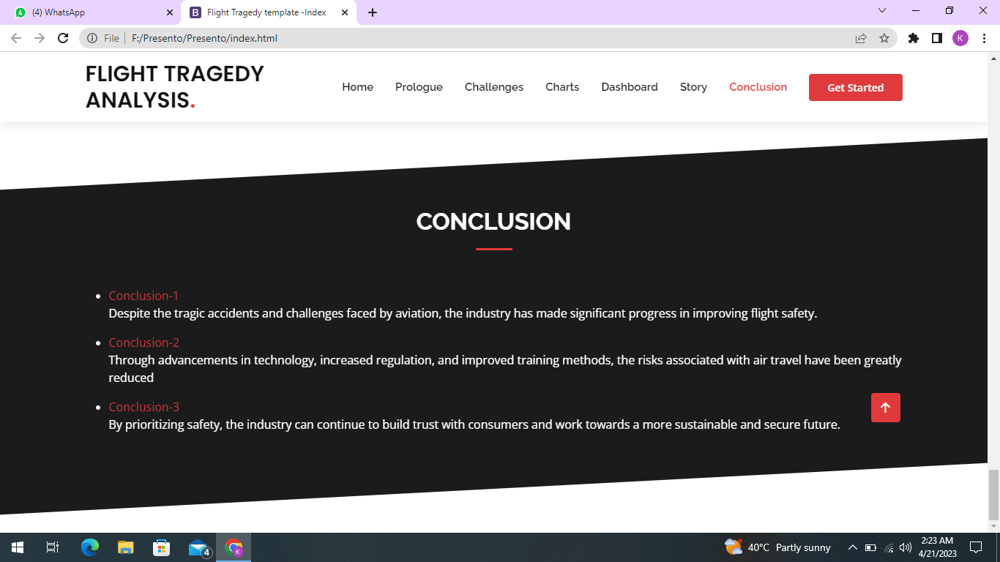 (4) WhatsApp
Flight Tragedy template -Index
File
F:/Presento/Presento/index.html
K
FLIGHT TRAGEDY
ANALYSIS.
Home Prologue Challenges Charts Dashboard Story Conclusion Get Started
CONCLUSION
Conclusion-1
Despite the tragic accidents and challenges faced by aviation, the industry has made significant progress in improving flight safety.
Conclusion-2
Through advancements in technology, increased regulation, and improved training methods, the risks associated with air travel have been greatly
reduced
Conclusion-3
By prioritizing safety, the industry can continue to build trust with consumers and work towards a more sustainable and secure future.
4
K
40°C Partly sunny
2:23 AM
4/21/2023